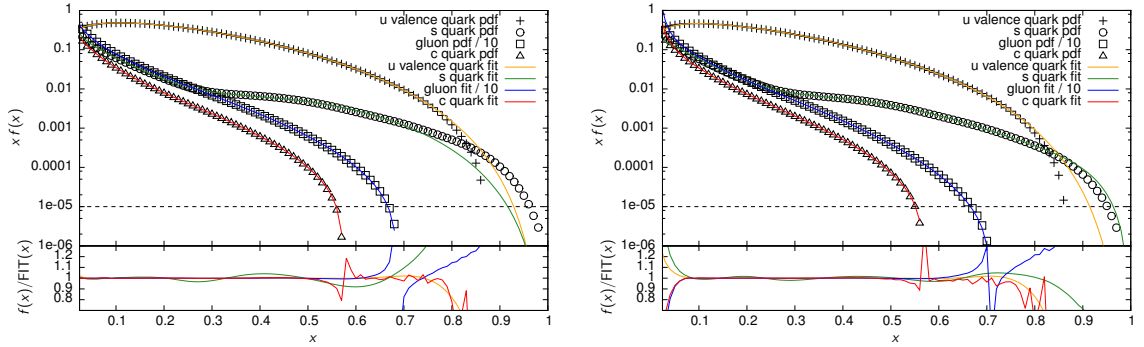 1
0.1
0.01
0.001
0.0001
1e-05
1e-06
x f(x)
u valence quark pdf
s quark pdf
gluon pdf / 10
c quark pdf
u valence quark fit
s quark fit
gluon fit / 10
c quark fit
1.2
1.1
1
0.9
0.8
f(x)/FIT(x)
0.1 0.2 0.3 0.4 0.5 0.6 0.7 0.8 0.9 1
x
1
0.1
0.01
0.001
0.0001
1e-05
1e-06
x f(x)
u valence quark pdf
s quark pdf
gluon pdf / 10
c quark pdf
u valence quark fit
s quark fit
gluon fit / 10
c quark fit
1.2
1.1
1
0.9
0.8
f(x)/FIT(x)
0.1 0.2 0.3 0.4 0.5 0.6 0.7 0.8 0.9 1
x